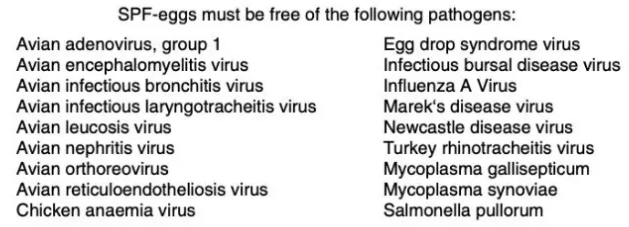 SPF-eggs must be free of the following pathogens:
Avian adenovirus, group 1
Avian encephalomyelitis virus
Avian infectious bronchitis virus
Avian infectious laryngotracheitis virus
Avian leucosis virus
Avian nephritis virus
Avian orthoreovirus
Avian reticuloendotheliosis virus
Chicken anaemia virus
Egg drop syndrome virus
Infectious bursal disease virus
Influenza A Virus
Marek's disease virus
Newcastle disease virus
Turkey rhinotracheitis virus
Mycoplasma gallisepticum
Mycoplasma synoviae
Salmonella pullorum